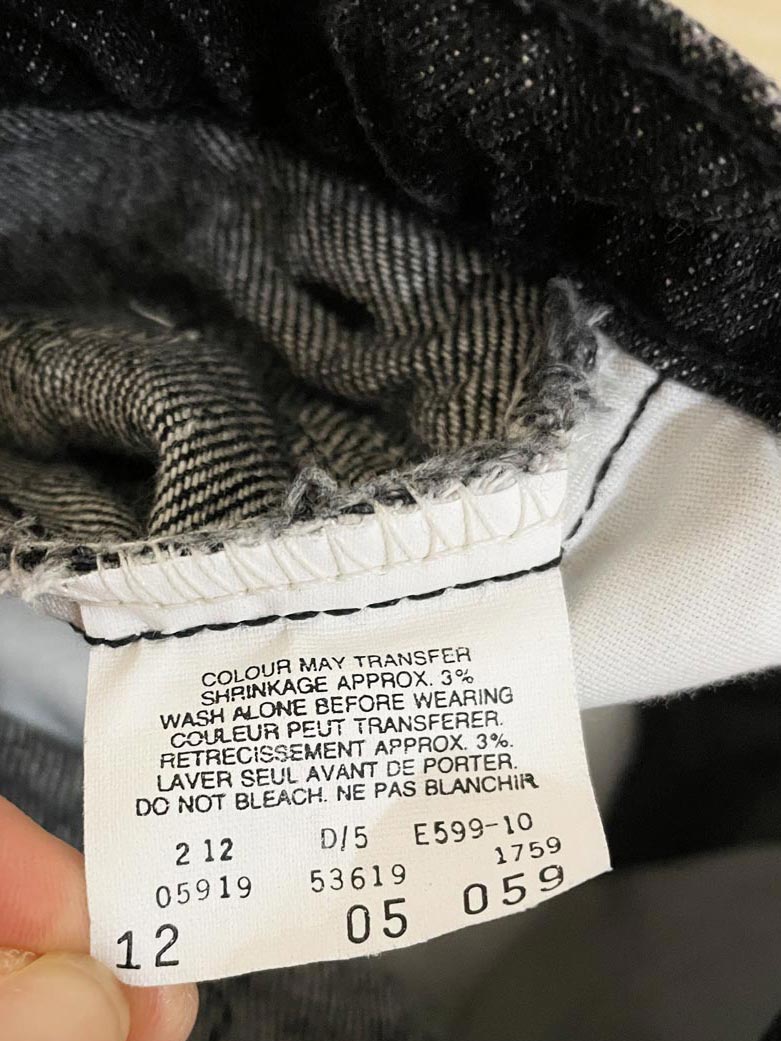 COLOUR MAY TRANSFER
SHRINKAGE APPROX. 3%
WASH ALONE BEFORE WEARING
COULEUR PEUT TRANSFERER.
RETRECISSEMENT APPROX. 3%.
LAVER SEUL AVANT DE PORTER.
DO NOT BLEACH. NE PAS BLANCHIR
2 12 D/5 E599-10
05919 53619 1759
12 05 059